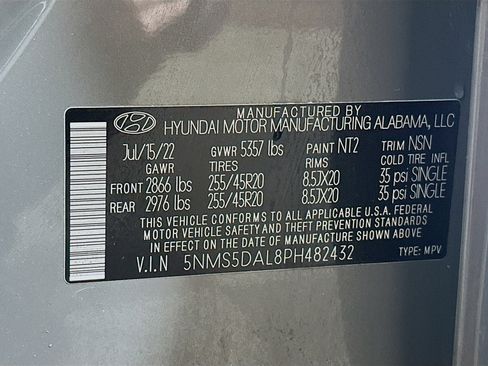 MANUFACTURED BY
HYUNDAI MOTOR MANUFACTURING ALABAMA, LLC
Jul/15/22 GVWR 5357 lbs PAINT NT2 TRIM NSN
GAWR TIRES RIMS COLD TIRE INFL
FRONT 2866 lbs 255/45R20 8.5JX20 35 psi SINGLE
REAR 2976 lbs 255/45R20 8.5JX20 35 psi SINGLE
THIS VEHICLE CONFORMS TO ALL APPLICABLE U.S.A. FEDERAL
MOTOR VEHICLE SAFETY AND THEFT PREVENTION STANDARDS
IN EFFECT ON THE DATE OF MANUFACTURE SHOWN ABOVE
V.I.N 5NMS5DAL8PH482432 TYPE: MPV